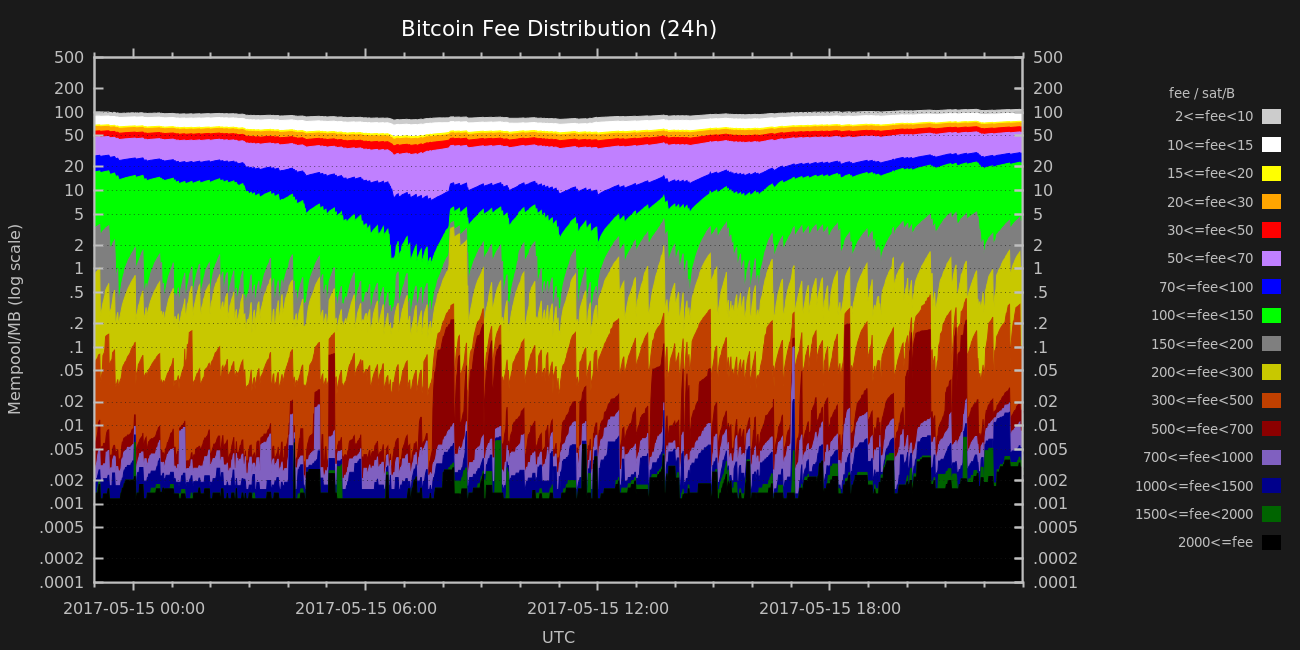 Bitcoin Fee Distribution (24h)
500
200
100
50
20
10
5
2
1
.5
.2
.1
.05
.02
.01
.005
.002
.001
.0005
.0002
.0001
Mempool/MB (log scale)
500
200
100
50
20
10
5
2
1
.5
.2
.1
.05
.02
.01
.005
.002
.001
.0005
.0002
.0001
2017-05-15 00:00
2017-05-15 06:00
2017-05-15 12:00
2017-05-15 18:00
UTC
fee / sat/B
2<=fee<10
10<=fee<15
15<=fee<20
20<=fee<30
30<=fee<50
50<=fee<70
70<=fee<100
100<=fee<150
150<=fee<200
200<=fee<300
300<=fee<500
500<=fee<700
700<=fee<1000
1000<=fee<1500
1500<=fee<2000
2000<=fee